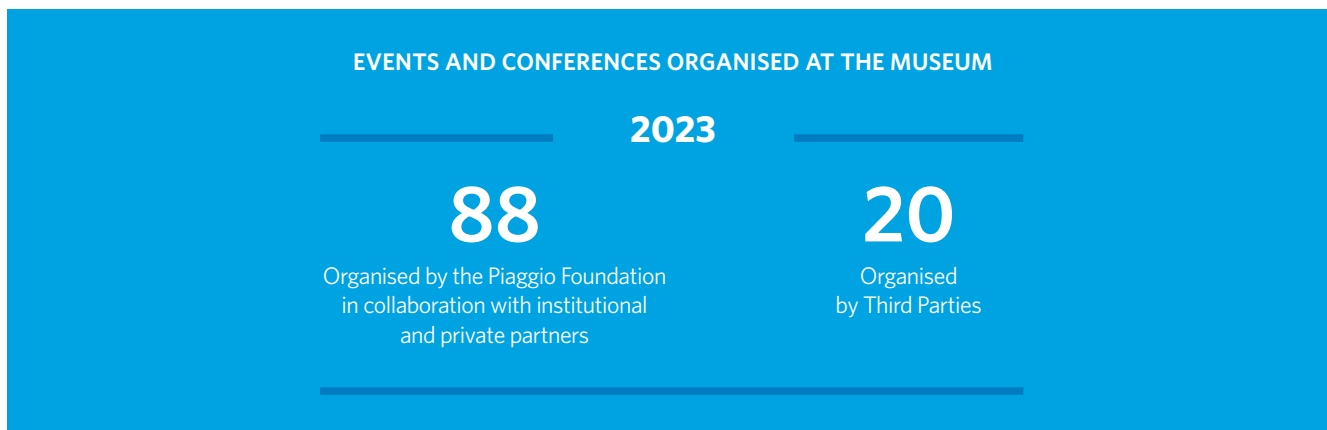 EVENTS AND CONFERENCES ORGANISED AT THE MUSEUM
2023
88
Organised by the Piaggio Foundation
in collaboration with institutional
and private partners
20
Organised
by Third Parties